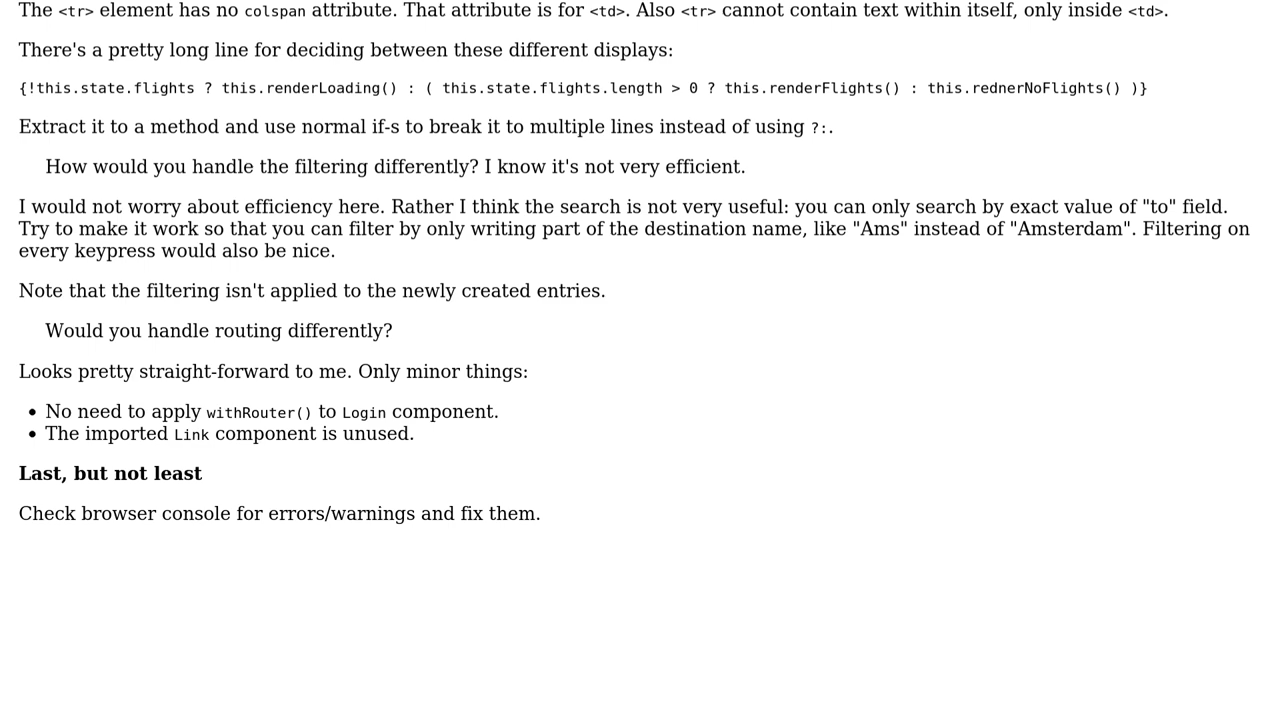 The <tr> element has no colspan attribute. That attribute is for <td>. Also <tr> cannot contain text within itself, only inside <td>.
There's a pretty long line for deciding between these different displays:
{!this.state.flights ? this.renderLoading() : ( this.state.flights.length > 0 ? this.renderFlights() : this.rednerNoFlights() )}
Extract it to a method and use normal if-s to break it to multiple lines instead of using ?:.
How would you handle the filtering differently? I know it's not very efficient.
I would not worry about efficiency here. Rather I think the search is not very useful: you can only search by exact value of "to" field.
Try to make it work so that you can filter by only writing part of the destination name, like "Ams" instead of "Amsterdam". Filtering on
every keypress would also be nice.
Note that the filtering isn't applied to the newly created entries.
Would you handle routing differently?
Looks pretty straight-forward to me. Only minor things:
• No need to apply withRouter() to Login component.
• The imported Link component is unused.
Last, but not least
Check browser console for errors/warnings and fix them.